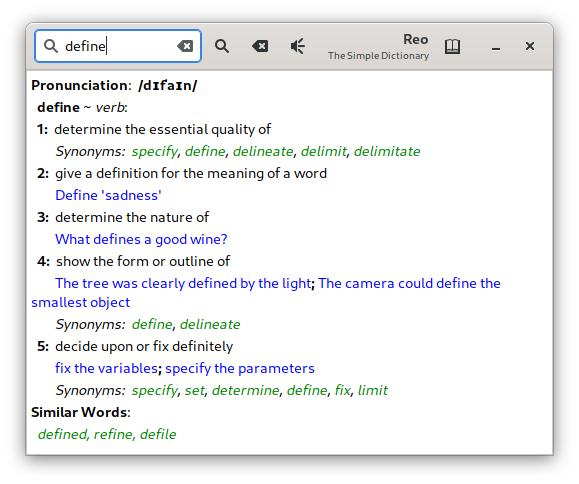 define
Reo
The Simple Dictionary
Pronunciation: /dɪfaɪn/
define ~ verb:
1: determine the essential quality of
Synonyms: specify, define, delineate, delimit, delimitate
2: give a definition for the meaning of a word
Define 'sadness'
3: determine the nature of
What defines a good wine?
4: show the form or outline of
The tree was clearly defined by the light; The camera could define the
smallest object
Synonyms: define, delineate
5: decide upon or fix definitely
fix the variables; specify the parameters
Synonyms: specify, set, determine, define, fix, limit
Similar Words:
defined, refine, defile